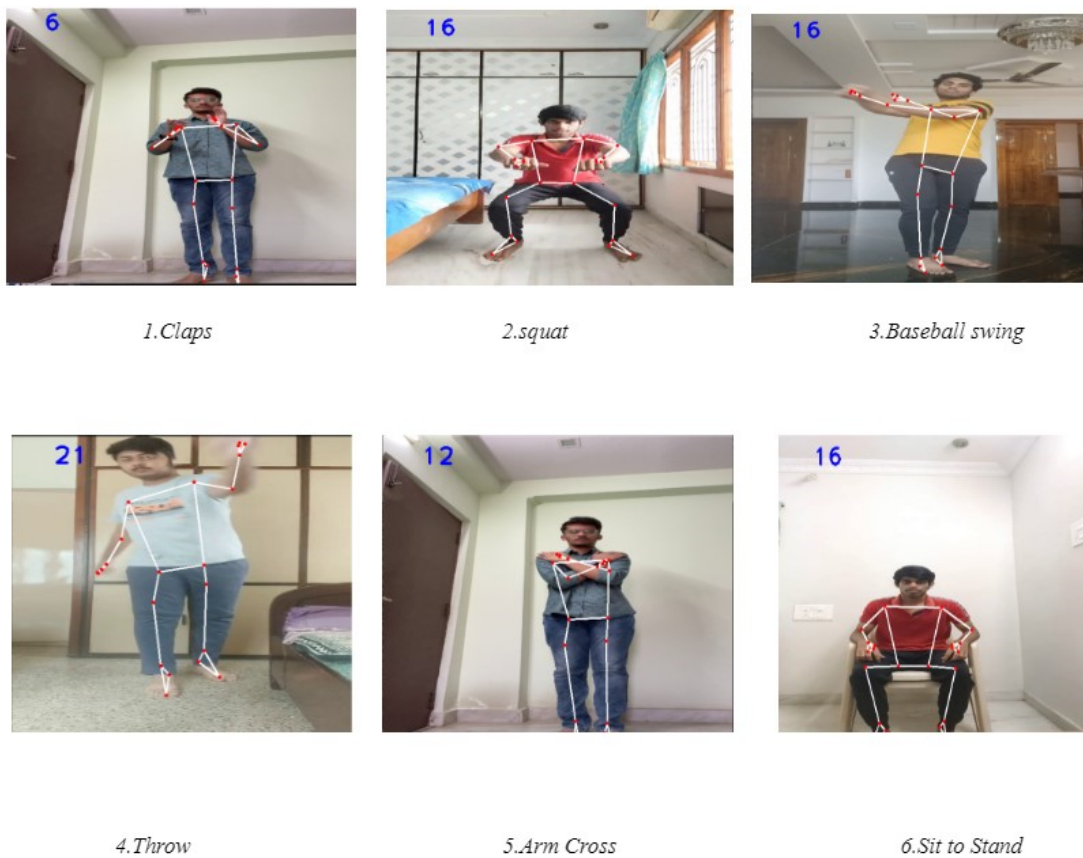 6
16
16
1.Claps
2.squat
3.Baseball swing
21
12
16
4.Throw
5.Arm Cross
6.Sit to Stand